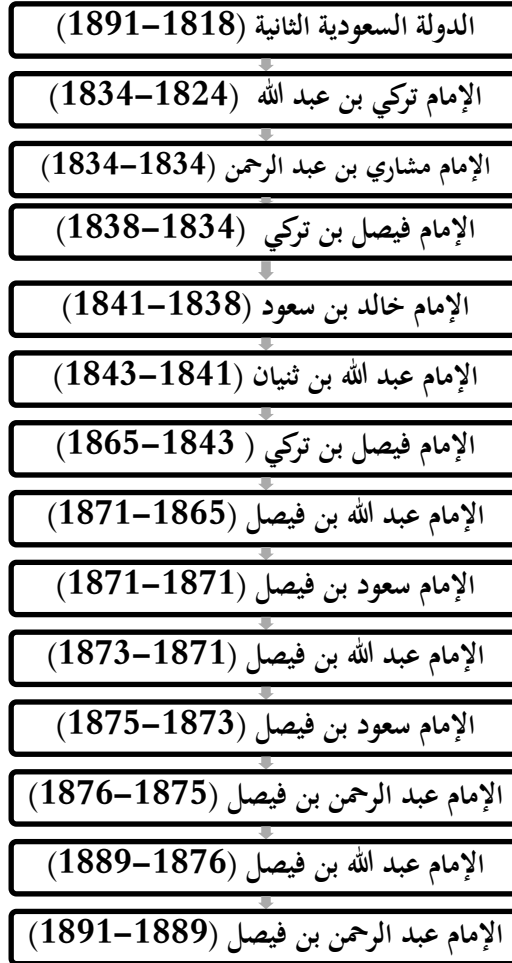 الدولة السعودية الثانية (1818–1891)
الإمام تركي بن عبد الله (1824–1834)
الإمام مشاري بن عبد الرحمن (1834–1834)
الإمام فيصل بن تركي (1834–1838)
الإمام خالد بن سعود (1838–1841)
الإمام عبد الله بن ثنيان (1841–1843)
الإمام فيصل بن تركي ( 1843–1865)
الإمام عبد الله بن فيصل (1865–1871)
الإمام سعود بن فيصل (1871–1871)
الإمام عبد الله بن فيصل (1871–1873)
الإمام سعود بن فيصل (1873–1875)
الإمام عبد الرحمن بن فيصل (1875–1876)
الإمام عبد الله بن فيصل (1876–1889)
الإمام عبد الرحمن بن فيصل (1889–1891)